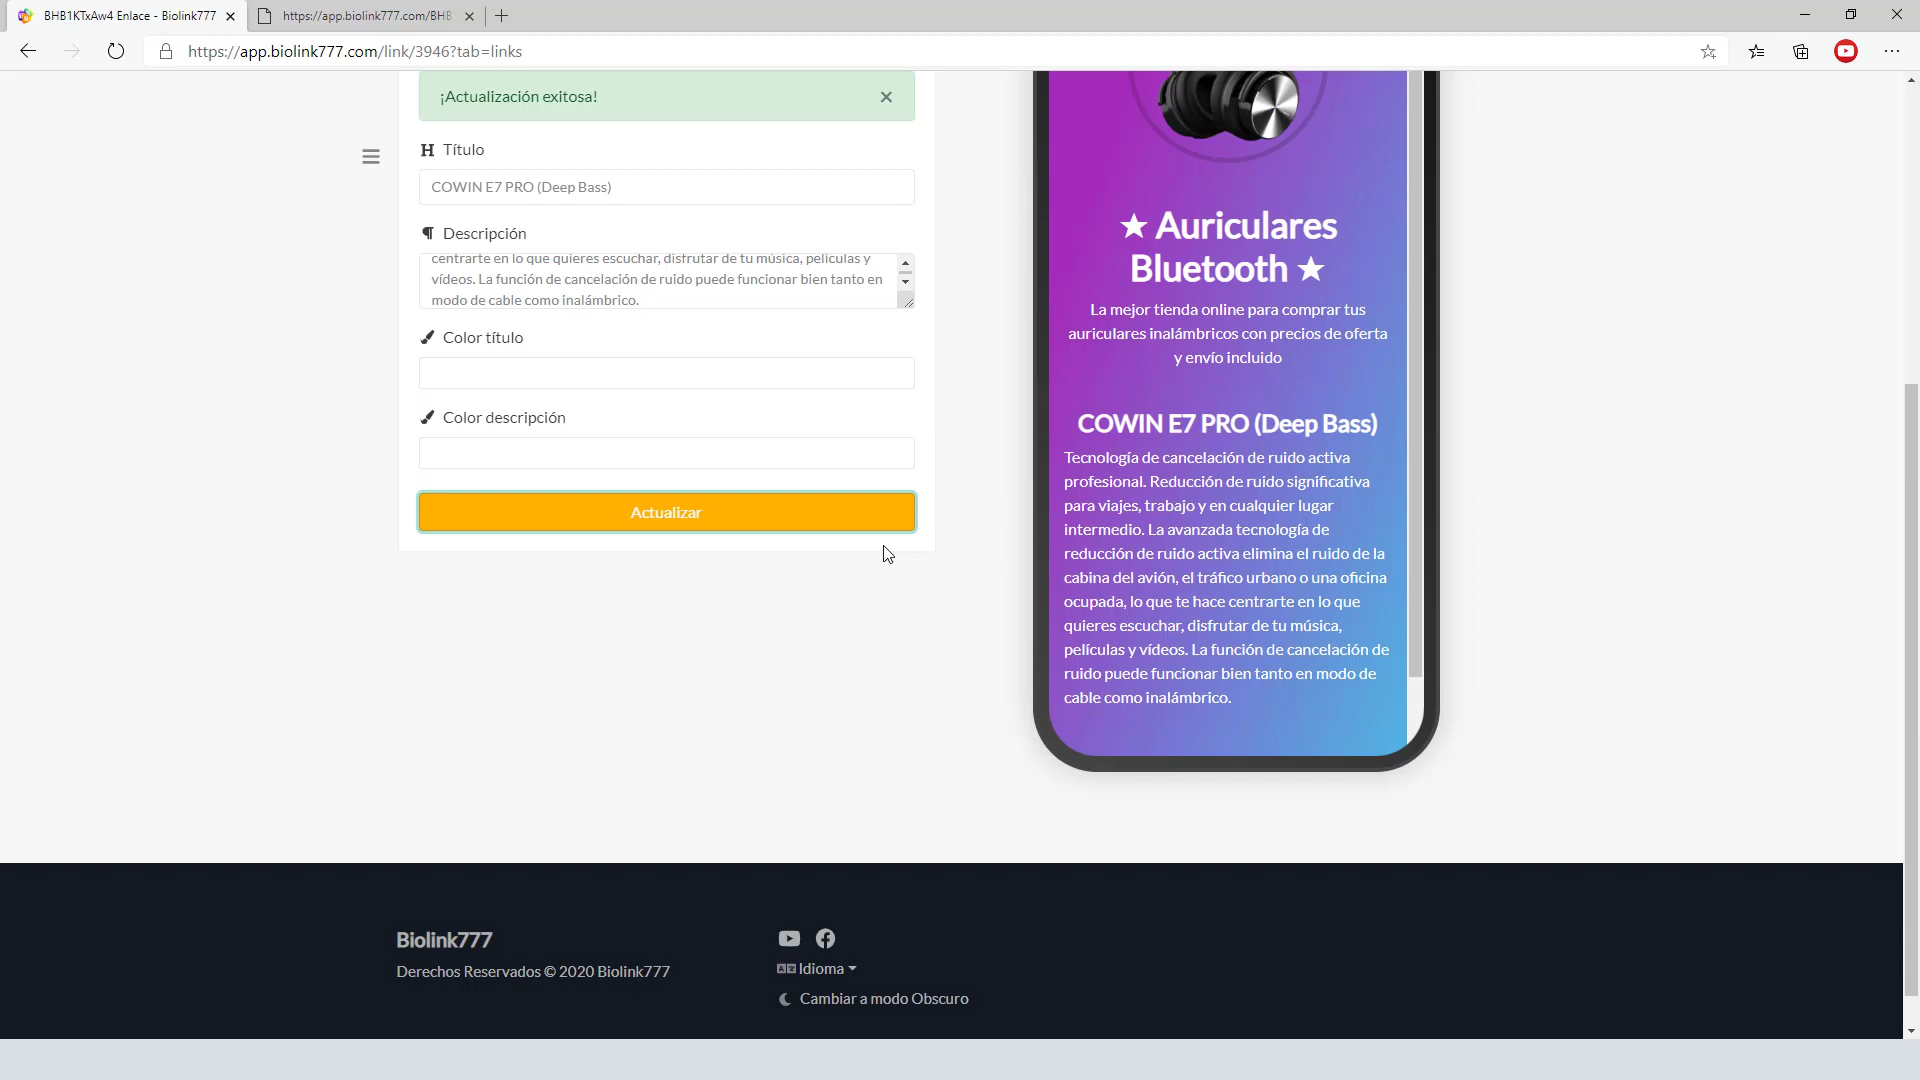 BHB1KTxAw4 Enlace - Biolink777
https://app.biolink777.com/BHB
https://app.biolink777.com/link/3946?tab=links
¡Actualización exitosa!
Título
COWIN E7 PRO (Deep Bass)
Descripción
centrarte en lo que quieres escuchar, disfrutar de tu música, películas y
vídeos. La función de cancelación de ruido puede funcionar bien tanto en
modo de cable como inalámbrico.
Color título
Color descripción
Actualizar
★ Auriculares
Bluetooth ★
La mejor tienda online para comprar tus
auriculares inalámbricos con precios de oferta
y envío incluido
COWIN E7 PRO (Deep Bass)
Tecnología de cancelación de ruido activa
profesional. Reducción de ruido significativa
para viajes, trabajo y en cualquier lugar
intermedio. La avanzada tecnología de
reducción de ruido activa elimina el ruido de la
cabina del avión, el tráfico urbano o una oficina
ocupada, lo que te hace centrarte en lo que
quieres escuchar, disfrutar de tu música,
películas y vídeos. La función de cancelación de
ruido puede funcionar bien tanto en modo de
cable como inalámbrico.
Biolink777
Derechos Reservados © 2020 Biolink777
Idioma
Cambiar a modo Obscuro